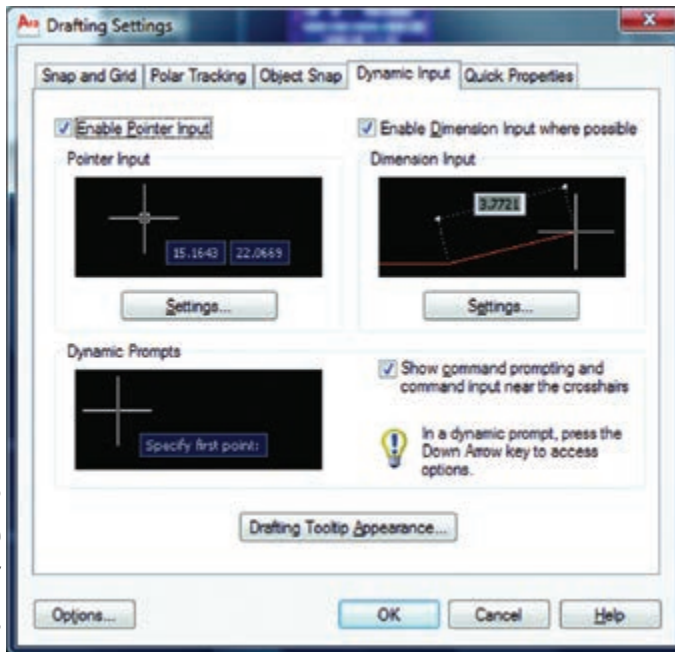 Drafting Settings
Snap and Grid Polar Tracking Object Snap Dynamic Input Quick Properties
Enable Pointer Input
Enable Dimension Input where possible
Pointer Input
Dimension Input
15.1643 22.0669
3.7721
Settings...
Settings...
Dynamic Prompts
Specify first point:
Show command prompting and
command input near the crosshairs
In a dynamic prompt, press the
Down Arrow key to access
options.
Drafting Tooltip Appearance...
Options...
OK
Cancel
Help